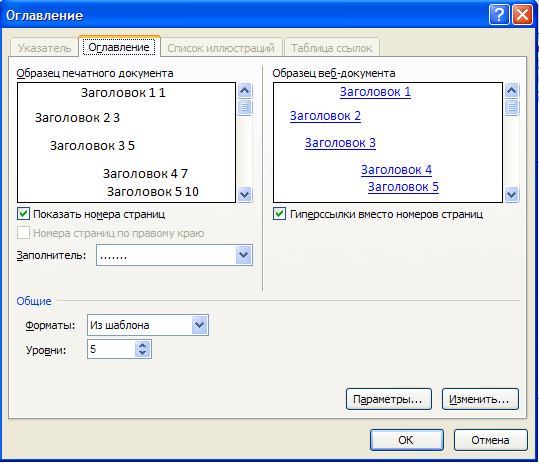 Оглавление
Указатель Оглавление Список иллюстраций Таблица ссылок
Образец печатного документа
Заголовок 1 1
Заголовок 2 3
Заголовок 3 5
Заголовок 4 7
Заголовок 5 10
Показать номера страниц
Номера страниц по правому краю
Заполнитель: .......
Образец веб-документа
Заголовок 1
Заголовок 2
Заголовок 3
Заголовок 4
Заголовок 5
Гиперссылки вместо номеров страниц
Общие
Форматы: Из шаблона
Уровни: 5
Параметры... Изменить...
ОК Отмена